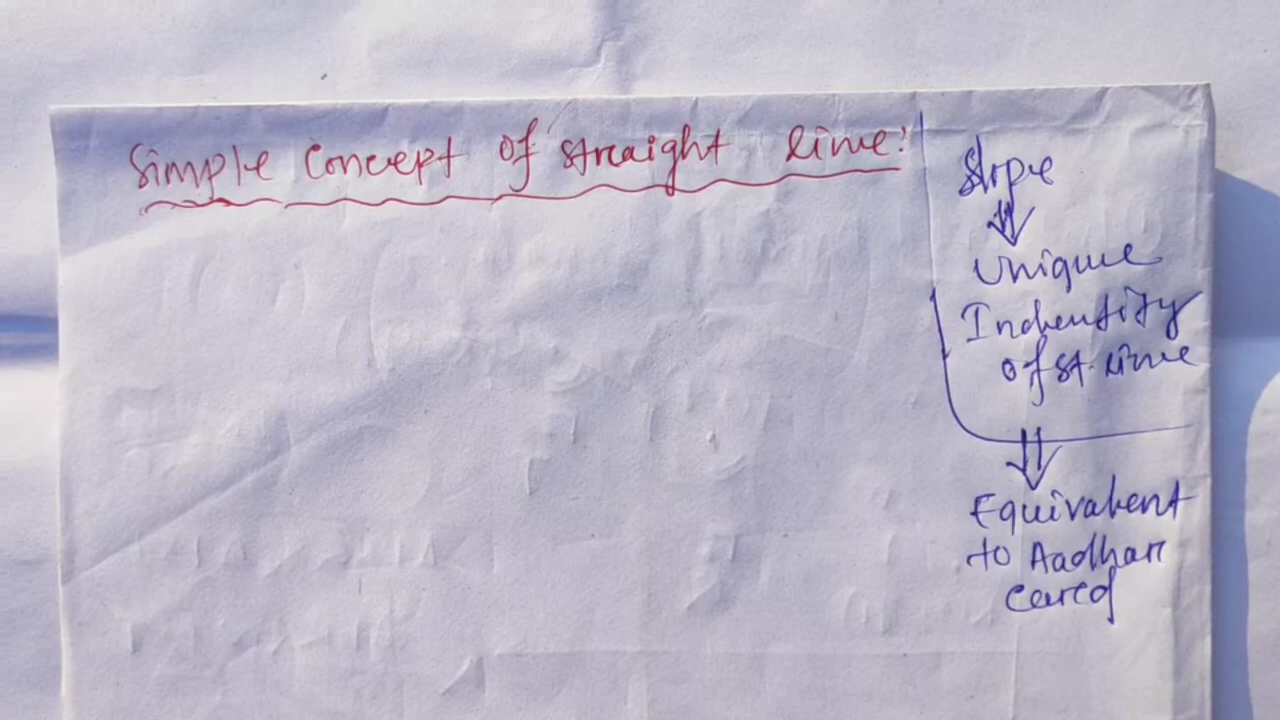 Simple Concept of straight line:
Slope
Unique
Indentity
of st. line
Equivalent
to Aadhar
Card